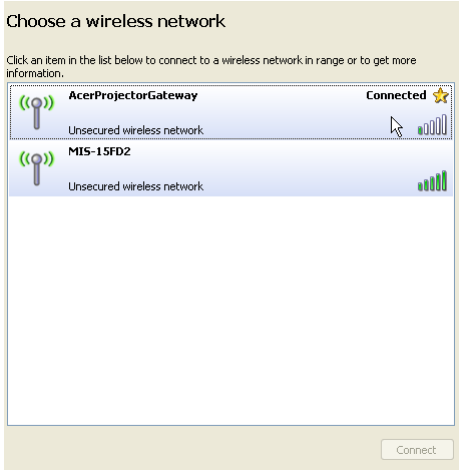 Choose a wireless network
Click an item in the list below to connect to a wireless network in range or to get more
information.
AcerProjectorGateway Connected
Unsecured wireless network
MIS-15FD2
Unsecured wireless network
Connect